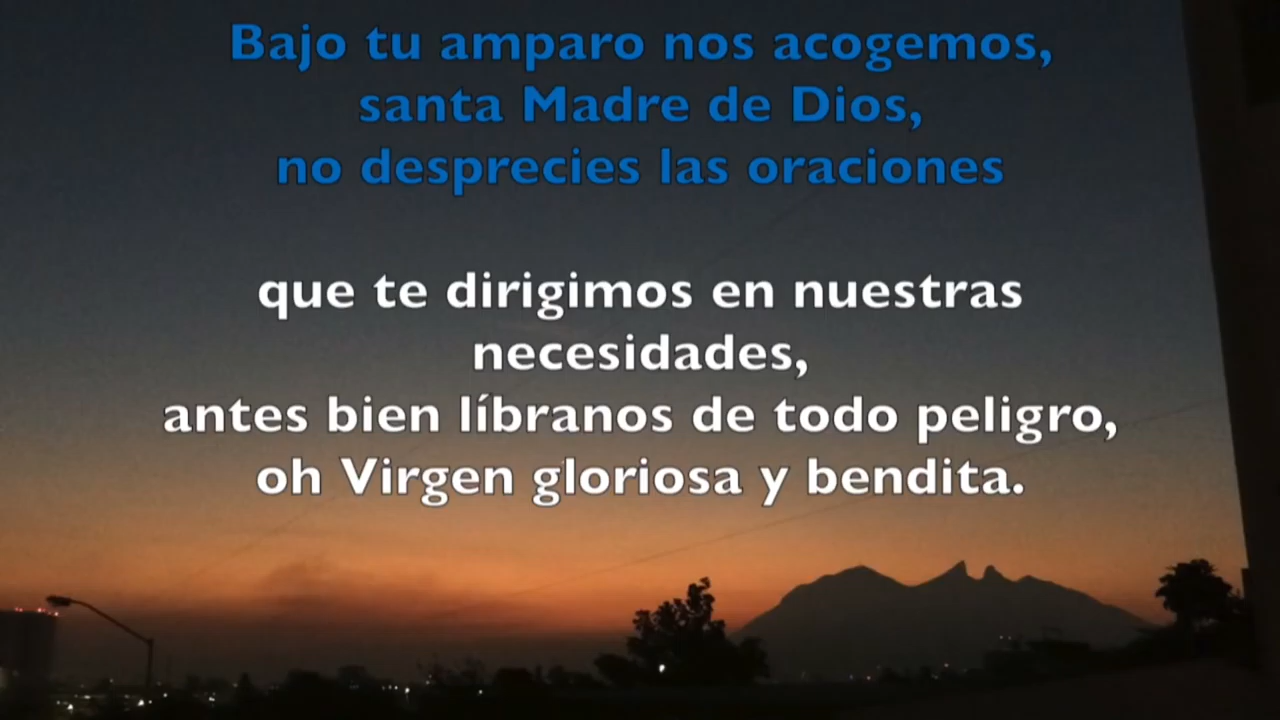 Bajo tu amparo nos acogemos,
santa Madre de Dios,
no desprecies las oraciones
que te dirigimos en nuestras
necesidades,
antes bien líbranos de todo peligro,
oh Virgen gloriosa y bendita.